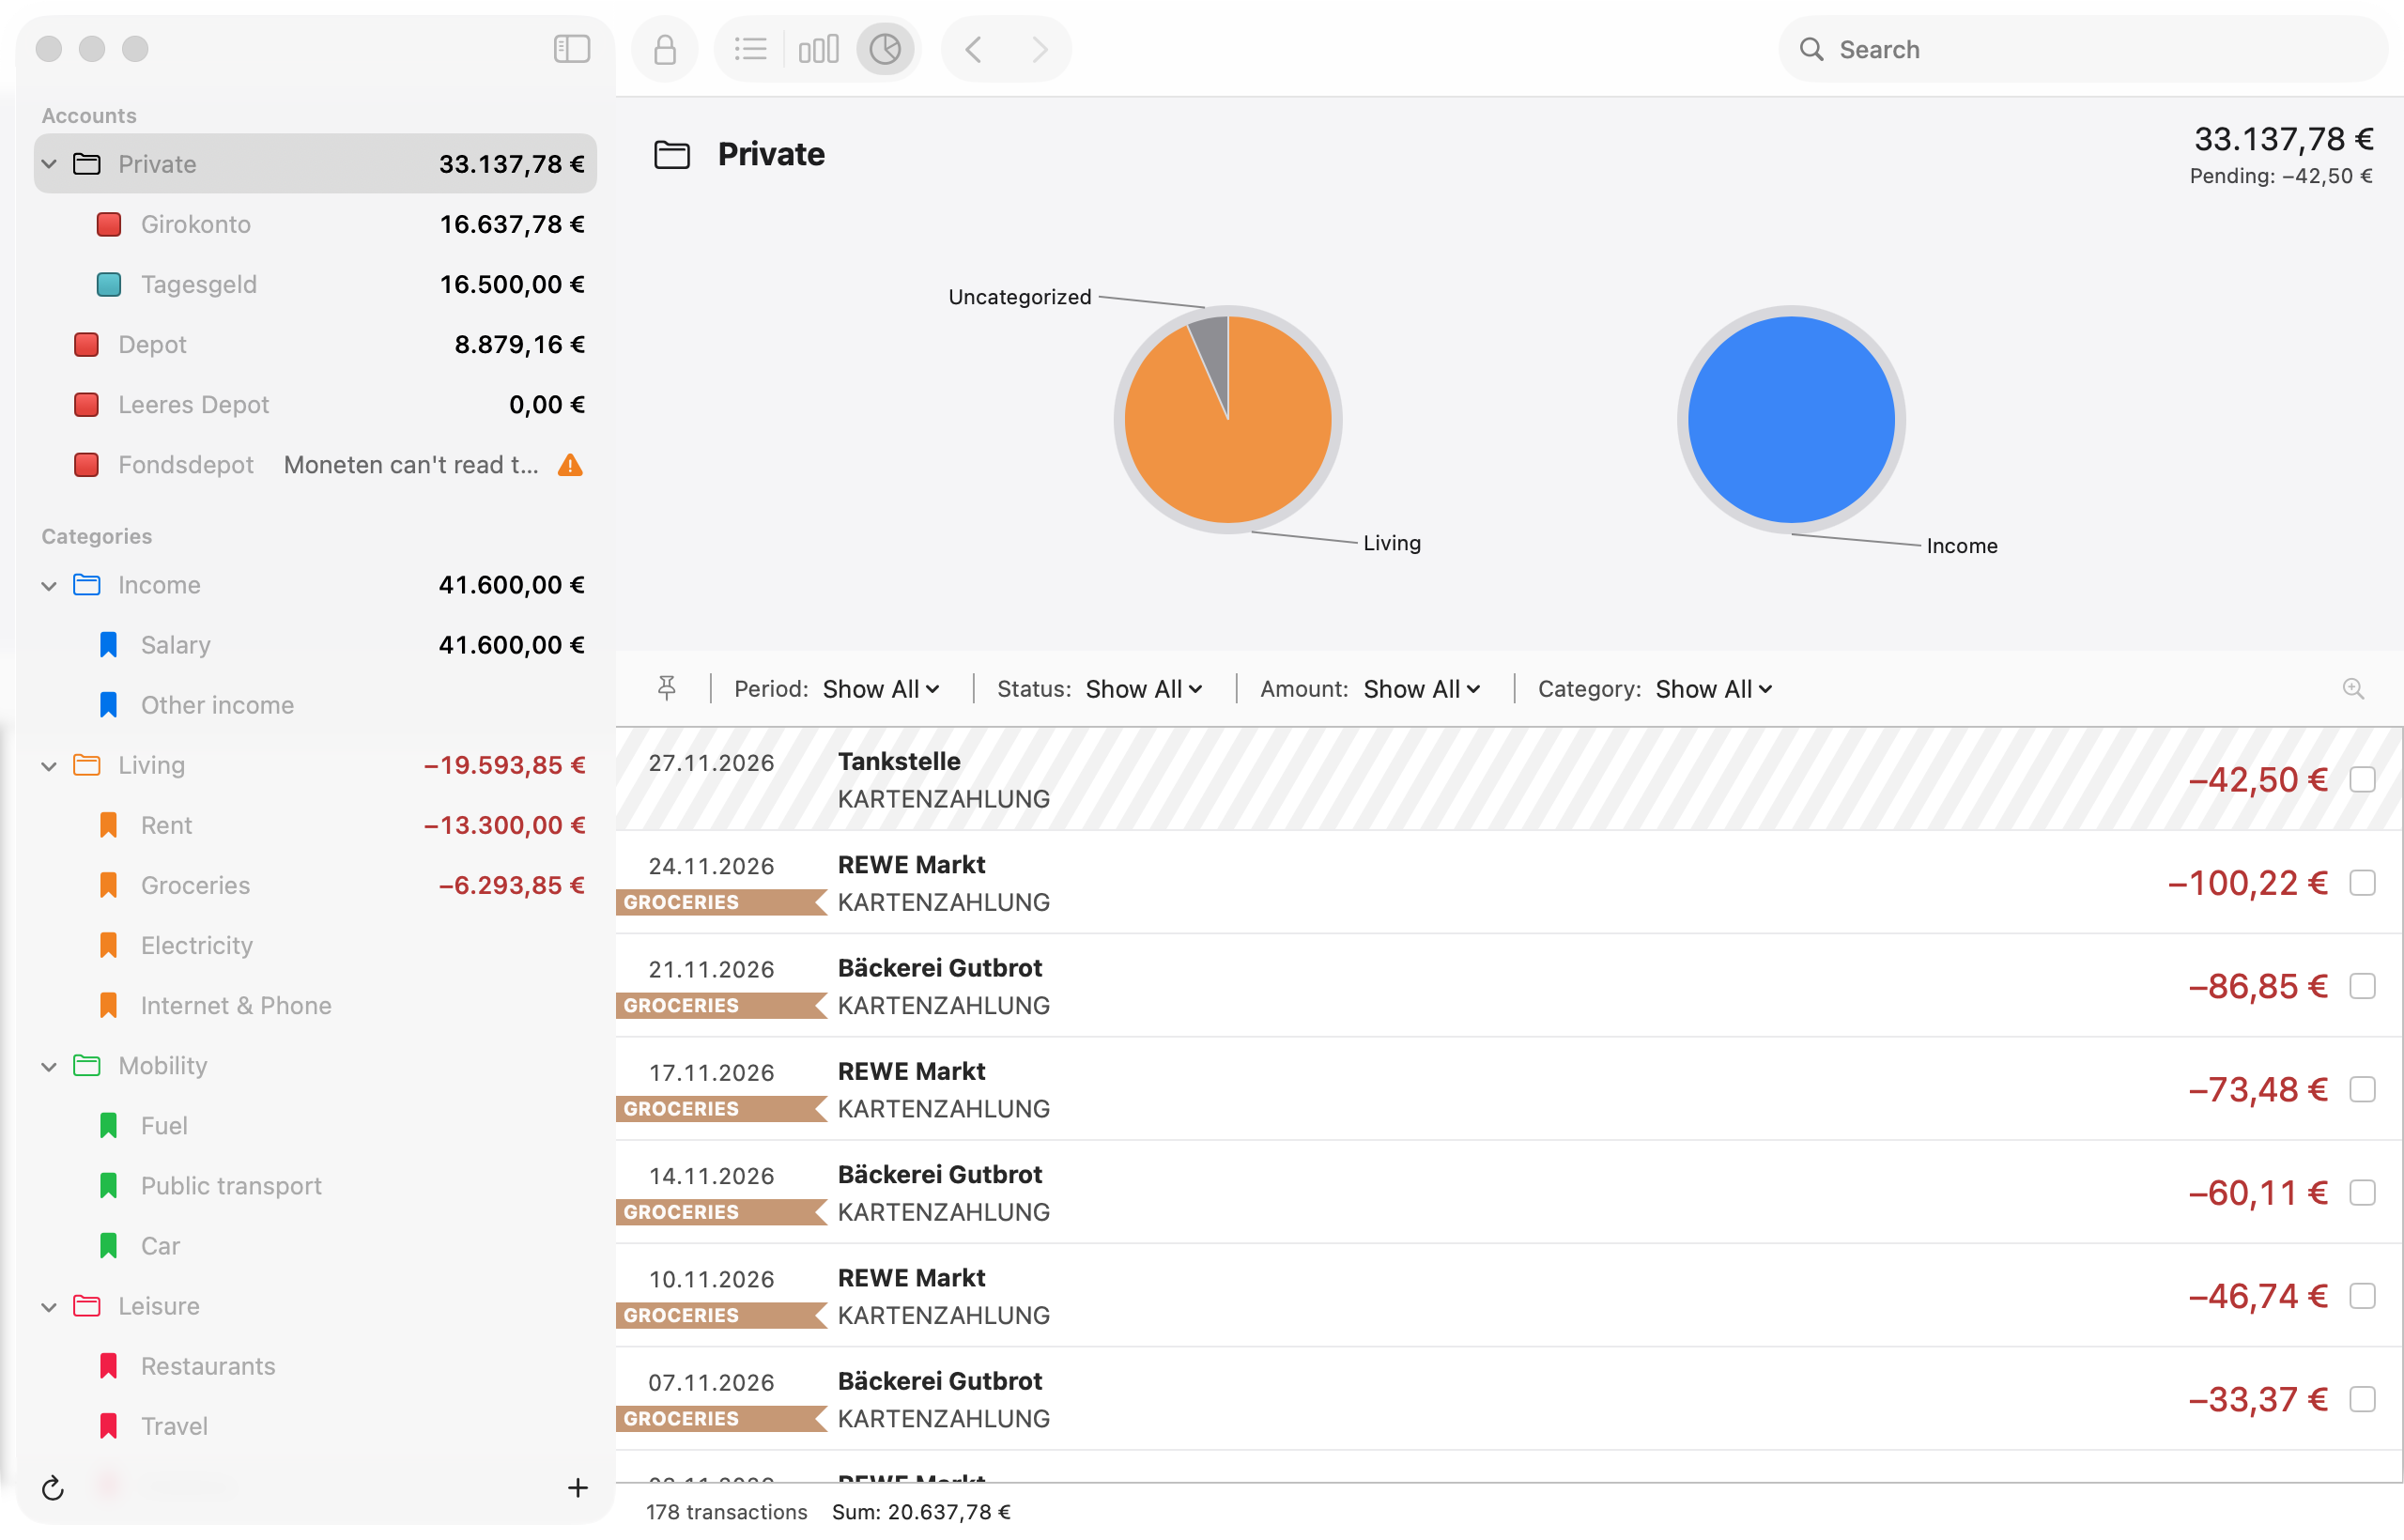 Search
Accounts
Private 33.137,78 €
Girokonto 16.637,78 €
Tagesgeld 16.500,00 €
Depot 8.879,16 €
Leeres Depot 0,00 €
Fondsdepot Moneten can't read t...
Categories
Income 41.600,00 €
Salary 41.600,00 €
Other income
Living –19.593,85 €
Rent –13.300,00 €
Groceries –6.293,85 €
Electricity
Internet & Phone
Mobility
Fuel
Public transport
Car
Leisure
Restaurants
Travel
Private
33.137,78 €
Pending: –42,50 €
Uncategorized
Living
Income
Period: Show All
Status: Show All
Amount: Show All
Category: Show All
27.11.2026 Tankstelle
KARTENZAHLUNG
–42,50 €
24.11.2026 REWE Markt
GROCERIES KARTENZAHLUNG
–100,22 €
21.11.2026 Bäckerei Gutbrot
GROCERIES KARTENZAHLUNG
–86,85 €
17.11.2026 REWE Markt
GROCERIES KARTENZAHLUNG
–73,48 €
14.11.2026 Bäckerei Gutbrot
GROCERIES KARTENZAHLUNG
–60,11 €
10.11.2026 REWE Markt
GROCERIES KARTENZAHLUNG
–46,74 €
07.11.2026 Bäckerei Gutbrot
GROCERIES KARTENZAHLUNG
–33,37 €
REWE Markt
178 transactions Sum: 20.637,78 €